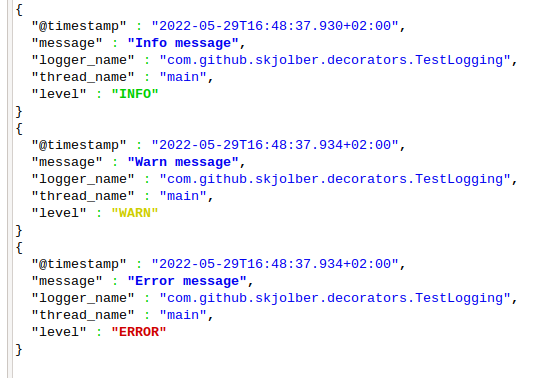 {
  "@timestamp" : "2022-05-29T16:48:37.930+02:00",
  "message" : "Info message",
  "logger_name" : "com.github.skjolber.decorators.TestLogging",
  "thread_name" : "main",
  "level" : "INFO"
}
{
  "@timestamp" : "2022-05-29T16:48:37.934+02:00",
  "message" : "Warn message",
  "logger_name" : "com.github.skjolber.decorators.TestLogging",
  "thread_name" : "main",
  "level" : "WARN"
}
{
  "@timestamp" : "2022-05-29T16:48:37.934+02:00",
  "message" : "Error message",
  "logger_name" : "com.github.skjolber.decorators.TestLogging",
  "thread_name" : "main",
  "level" : "ERROR"
}